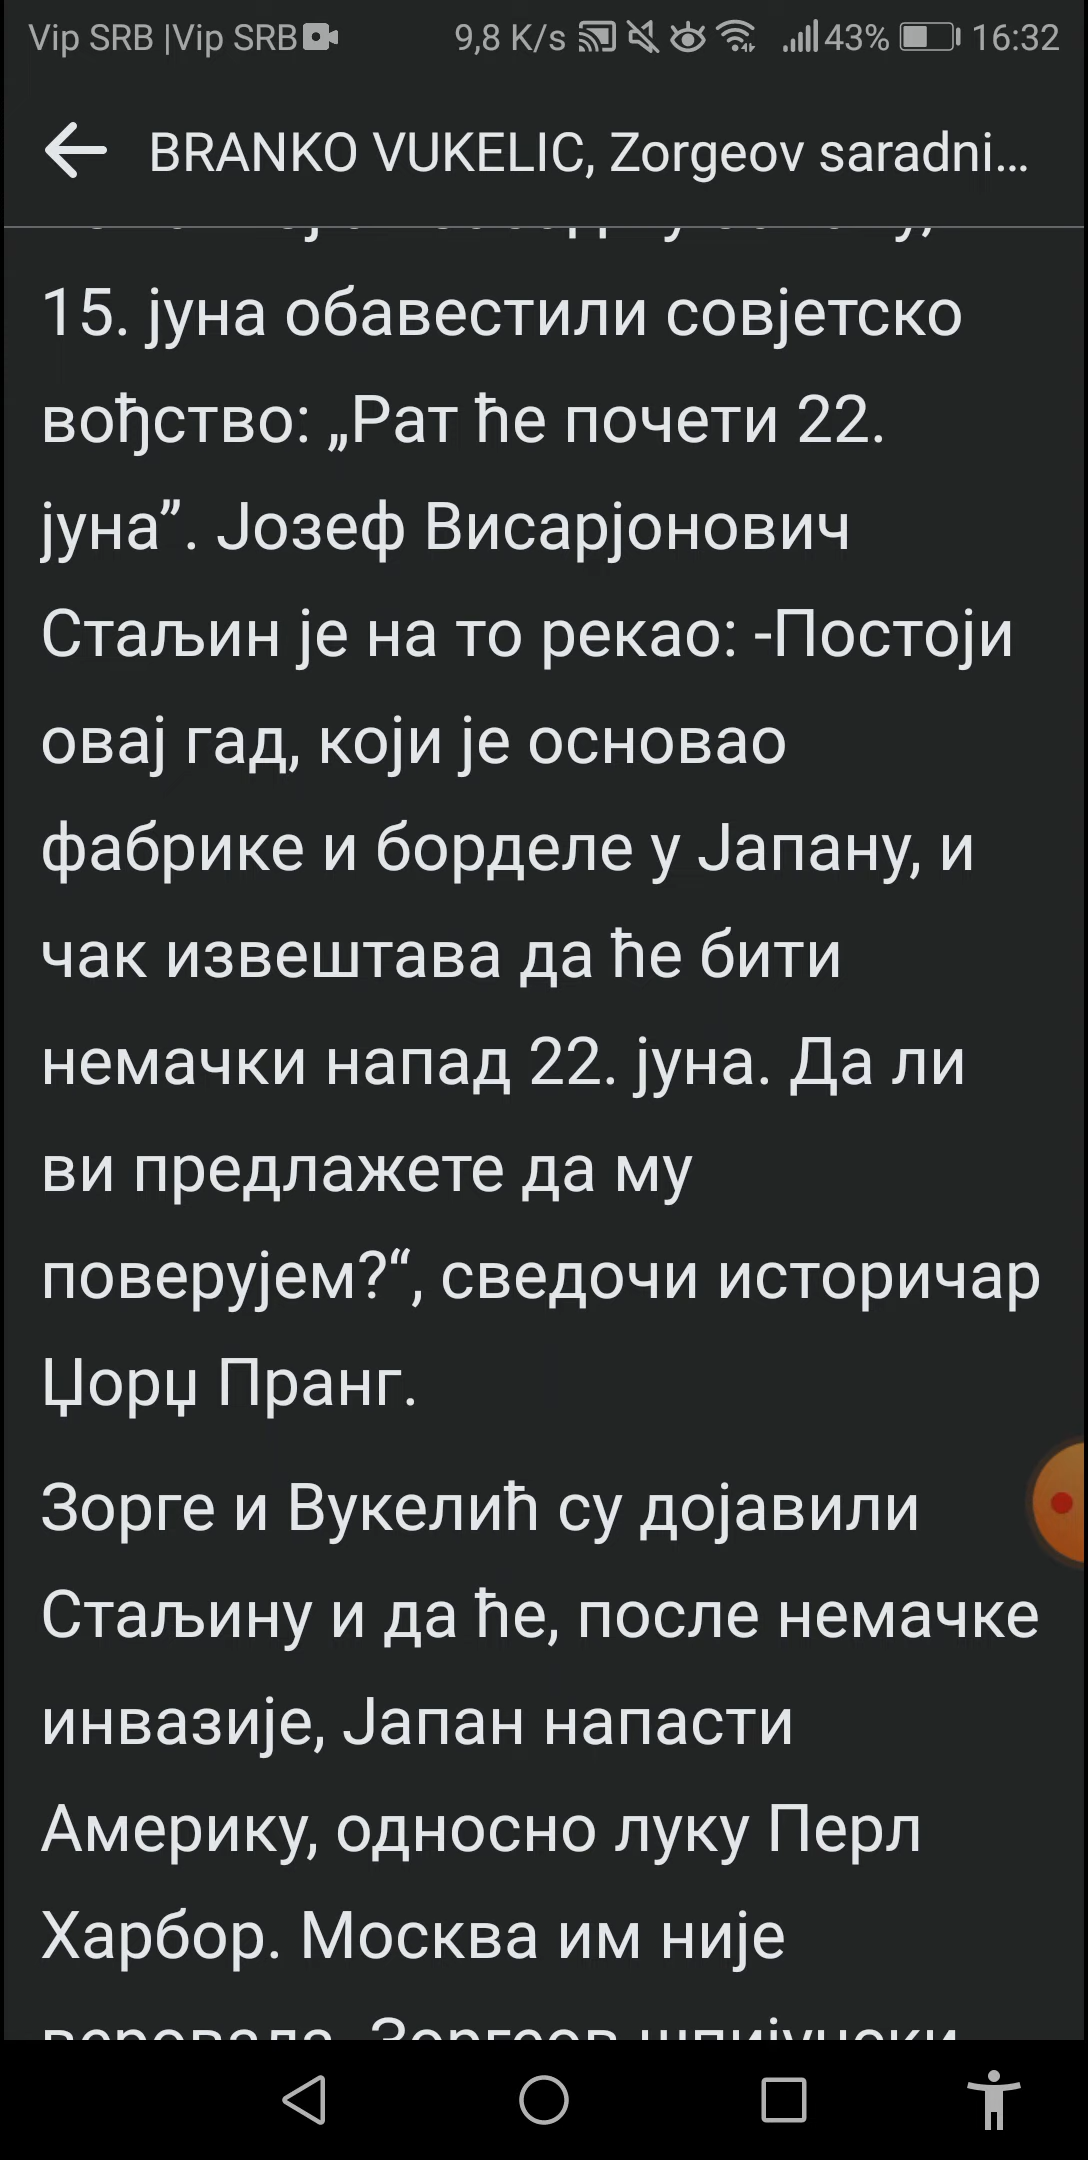 Vip SRB |Vip SRB 9,8 K/s 43% 16:32
BRANKO VUKELIC, Zorgeov saradni...
15. јуна обавестили совјетско
вођство: „Рат ће почети 22.
јуна”. Јозеф Висарјонович
Стаљин је на то рекао: -Постоји
овај гад, који је основао
фабрике и борделе у Јапану, и
чак извештава да ће бити
немачки напад 22. јуна. Да ли
ви предлажете да му
поверујем?“, сведочи историчар
Џорџ Пранг.
Зорге и Вукелић су дојавили
Стаљину и да ће, после немачке
инвазије, Јапан напасти
Америку, односно луку Перл
Харбор. Москва им није